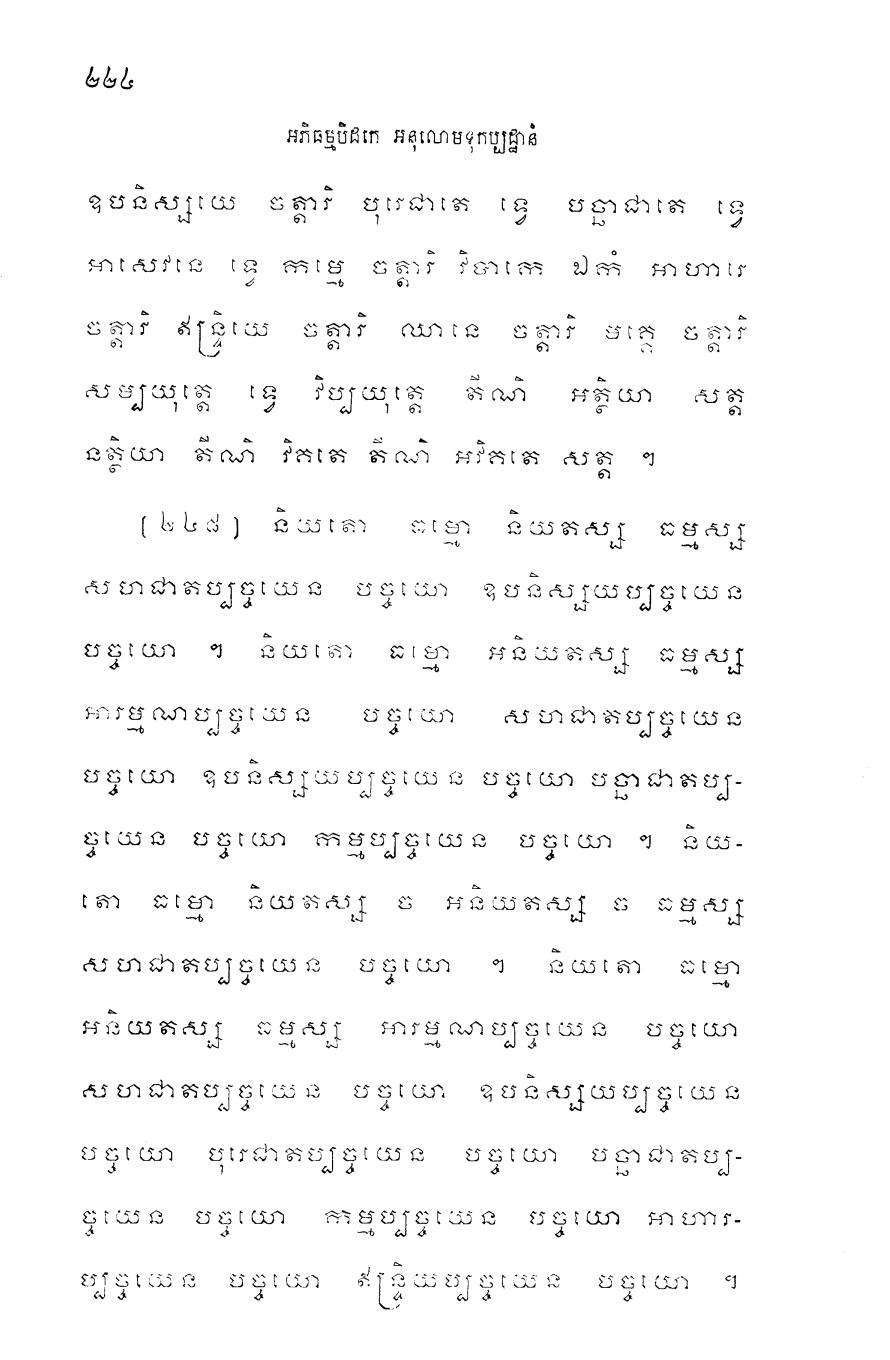 ២២៤
អភិធម្មបិដកេ អនុលោមទុកប្បដ្ឋានំ
ឧបនិស្សយេ ចត្តារិ បុរេជាតេ ទ្វេ បច្ឆាជាតេ ទ្វេ
អាសេវនេ ទ្វេ កម្មេ ចត្តារិ វិបាកេ ឯកំ អាហារេ
ចត្តារិ ឥន្ទ្រិយេ ចត្តារិ ឈានេ ចត្តារិ មគ្គេ ចត្តារិ
សម្បយុត្តេ ទ្វេ វិប្បយុត្តេ តីណិ អត្ថិយា សត្ត
នត្ថិយា តីណិ វិគតេ តីណិ អវិគតេ សត្ត ។
[២៤៨] និយតោ ធម្មោ និយតស្ស ធម្មស្ស
សហជាតប្បច្ចយេន បច្ចយោ ឧបនិស្សយប្បច្ចយេន
បច្ចយោ ។ និយតោ ធម្មោ អនិយតស្ស ធម្មស្ស
អារម្មណប្បច្ចយេន បច្ចយោ សហជាតប្បច្ចយេន
បច្ចយោ ឧបនិស្សយប្បច្ចយេន បច្ចយោ បច្ឆាជាតប្ប-
ច្ចយេន បច្ចយោ កម្មប្បច្ចយេន បច្ចយោ ។ និយ-
តោ ធម្មោ និយតស្ស ច អនិយតស្ស ច ធម្មស្ស
សហជាតប្បច្ចយេន បច្ចយោ ។ និយតោ ធម្មោ
អនិយតស្ស ធម្មស្ស អារម្មណប្បច្ចយេន បច្ចយោ
សហជាតប្បច្ចយេន បច្ចយោ ឧបនិស្សយប្បច្ចយេន
បច្ចយោ បុរេជាតប្បច្ចយេន បច្ចយោ បច្ឆាជាតប្ប-
ច្ចយេន បច្ចយោ កម្មប្បច្ចយេន បច្ចយោ អាហារ-
ប្បច្ចយេន បច្ចយោ ឥន្ទ្រិយប្បច្ចយេន បច្ចយោ ។